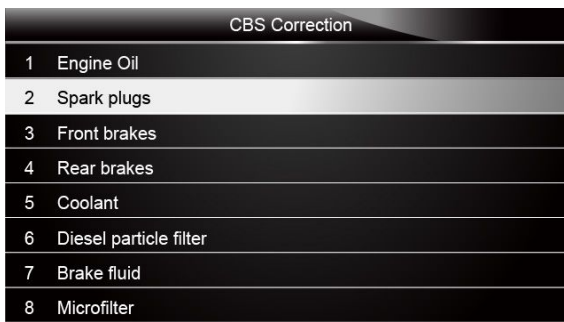 CBS Correction
1 Engine Oil
2 Spark plugs
3 Front brakes
4 Rear brakes
5 Coolant
6 Diesel particle filter
7 Brake fluid
8 Microfilter